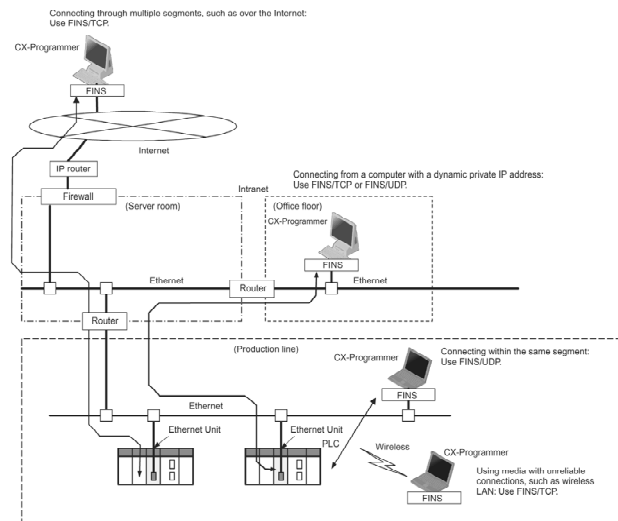 Connecting through multiple segments, such as over the Internet:
Use FINS/TCP.
CX-Programmer
FINS
Internet
IP router
Firewall
Intranet
(Server room)
Connecting from a computer with a dynamic private IP address:
Use FINS/TCP or FINS/UDP.
(Office floor)
CX-Programmer
FINS
Ethernet
Router
Ethernet
Router
(Production line)
CX-Programmer
Connecting within the same segment:
Use FINS/UDP.
FINS
Ethernet
Ethernet Unit
Ethernet Unit
PLC
Wireless
CX-Programmer
Using media with unreliable
connections, such as wireless
LAN: Use FINS/TCP.
FINS